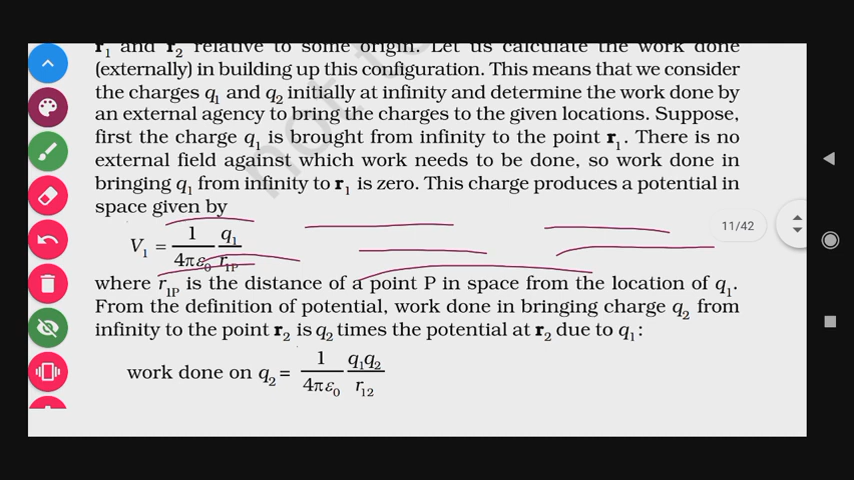 r₁ and r₂ relative to some origin. Let us calculate the work done
(externally) in building up this configuration. This means that we consider
the charges q₁ and q₂ initially at infinity and determine the work done by
an external agency to bring the charges to the given locations. Suppose,
first the charge q₁ is brought from infinity to the point r₁. There is no
external field against which work needs to be done, so work done in
bringing q₁ from infinity to r₁ is zero. This charge produces a potential in
space given by
V₁ = 1/4πε₀ q₁/r₁P
11/42
where r₁P is the distance of a point P in space from the location of q₁.
From the definition of potential, work done in bringing charge q₂ from
infinity to the point r₂ is q₂ times the potential at r₂ due to q₁:
work done on q₂ = 1/4πε₀ q₁q₂/r₁₂